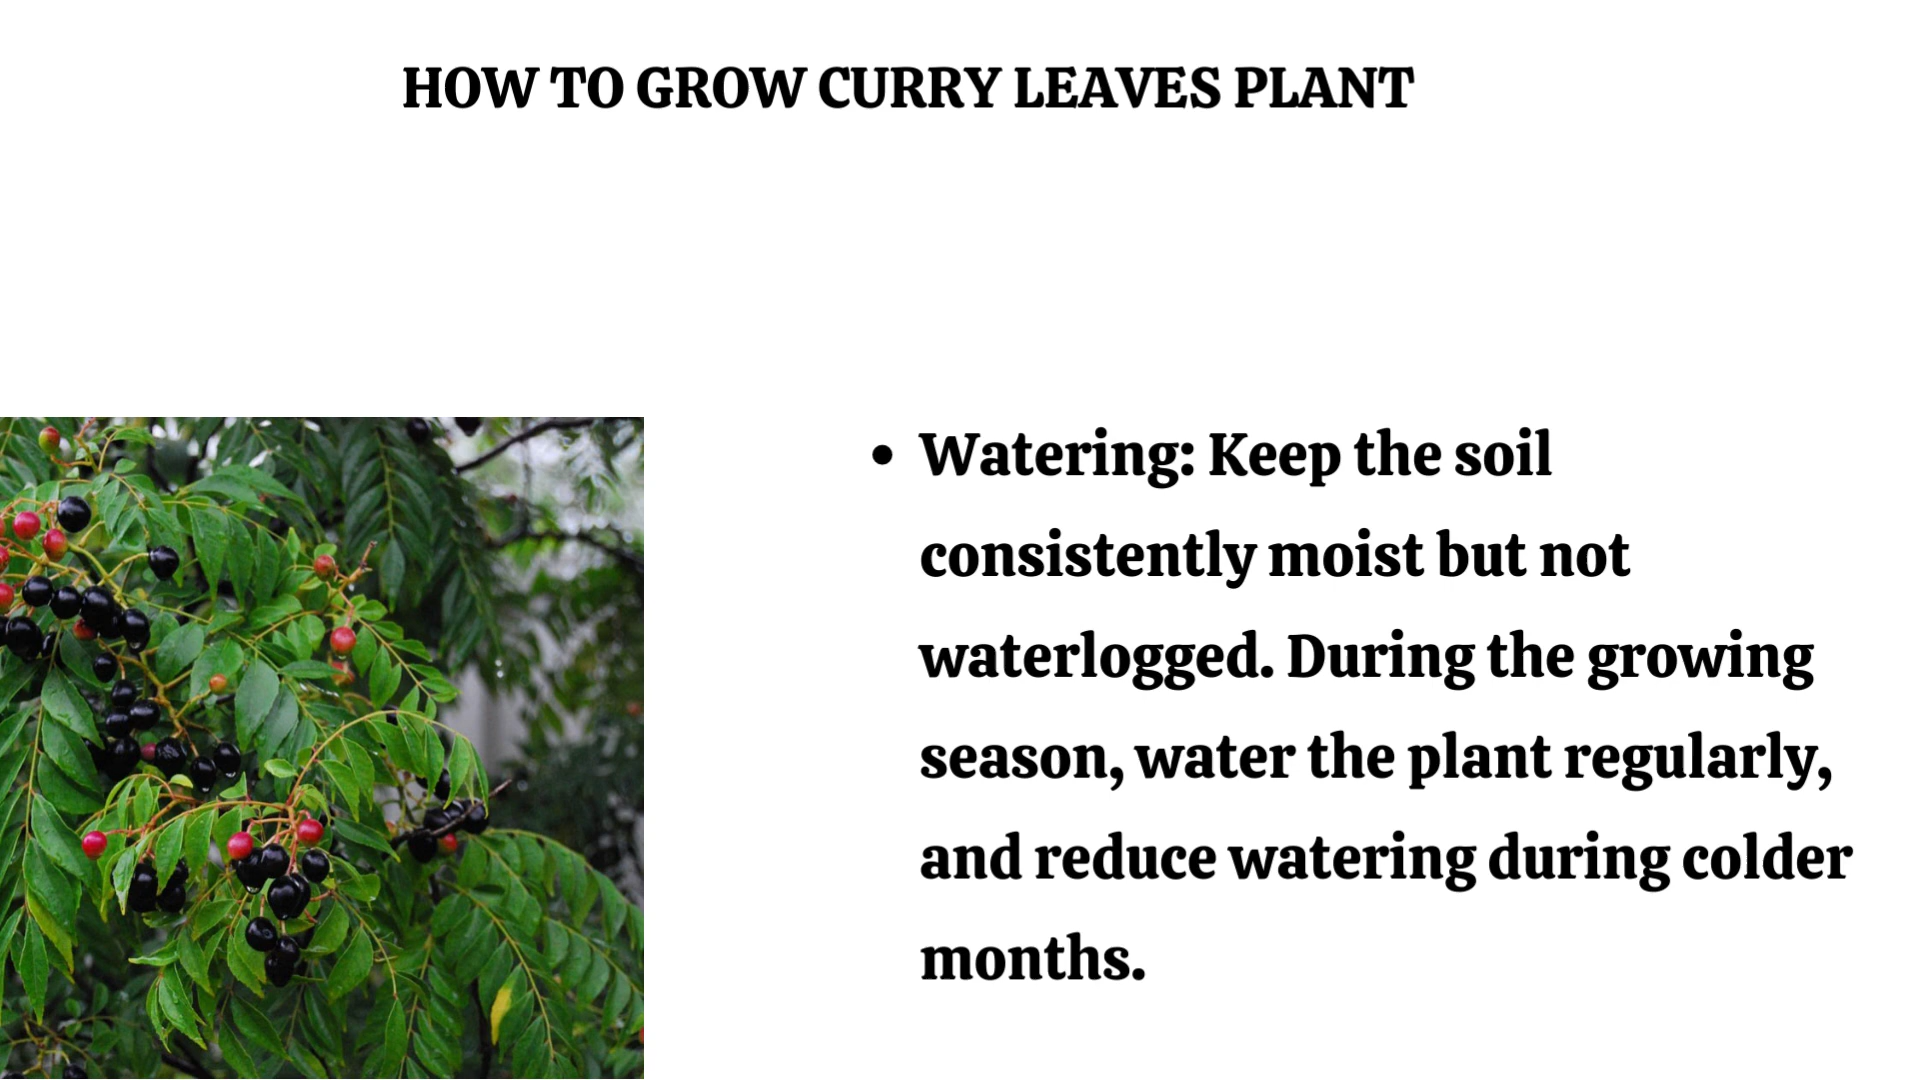 HOW TO GROW CURRY LEAVES PLANT
• Watering: Keep the soil
consistently moist but not
waterlogged. During the growing
season, water the plant regularly,
and reduce watering during colder
months.